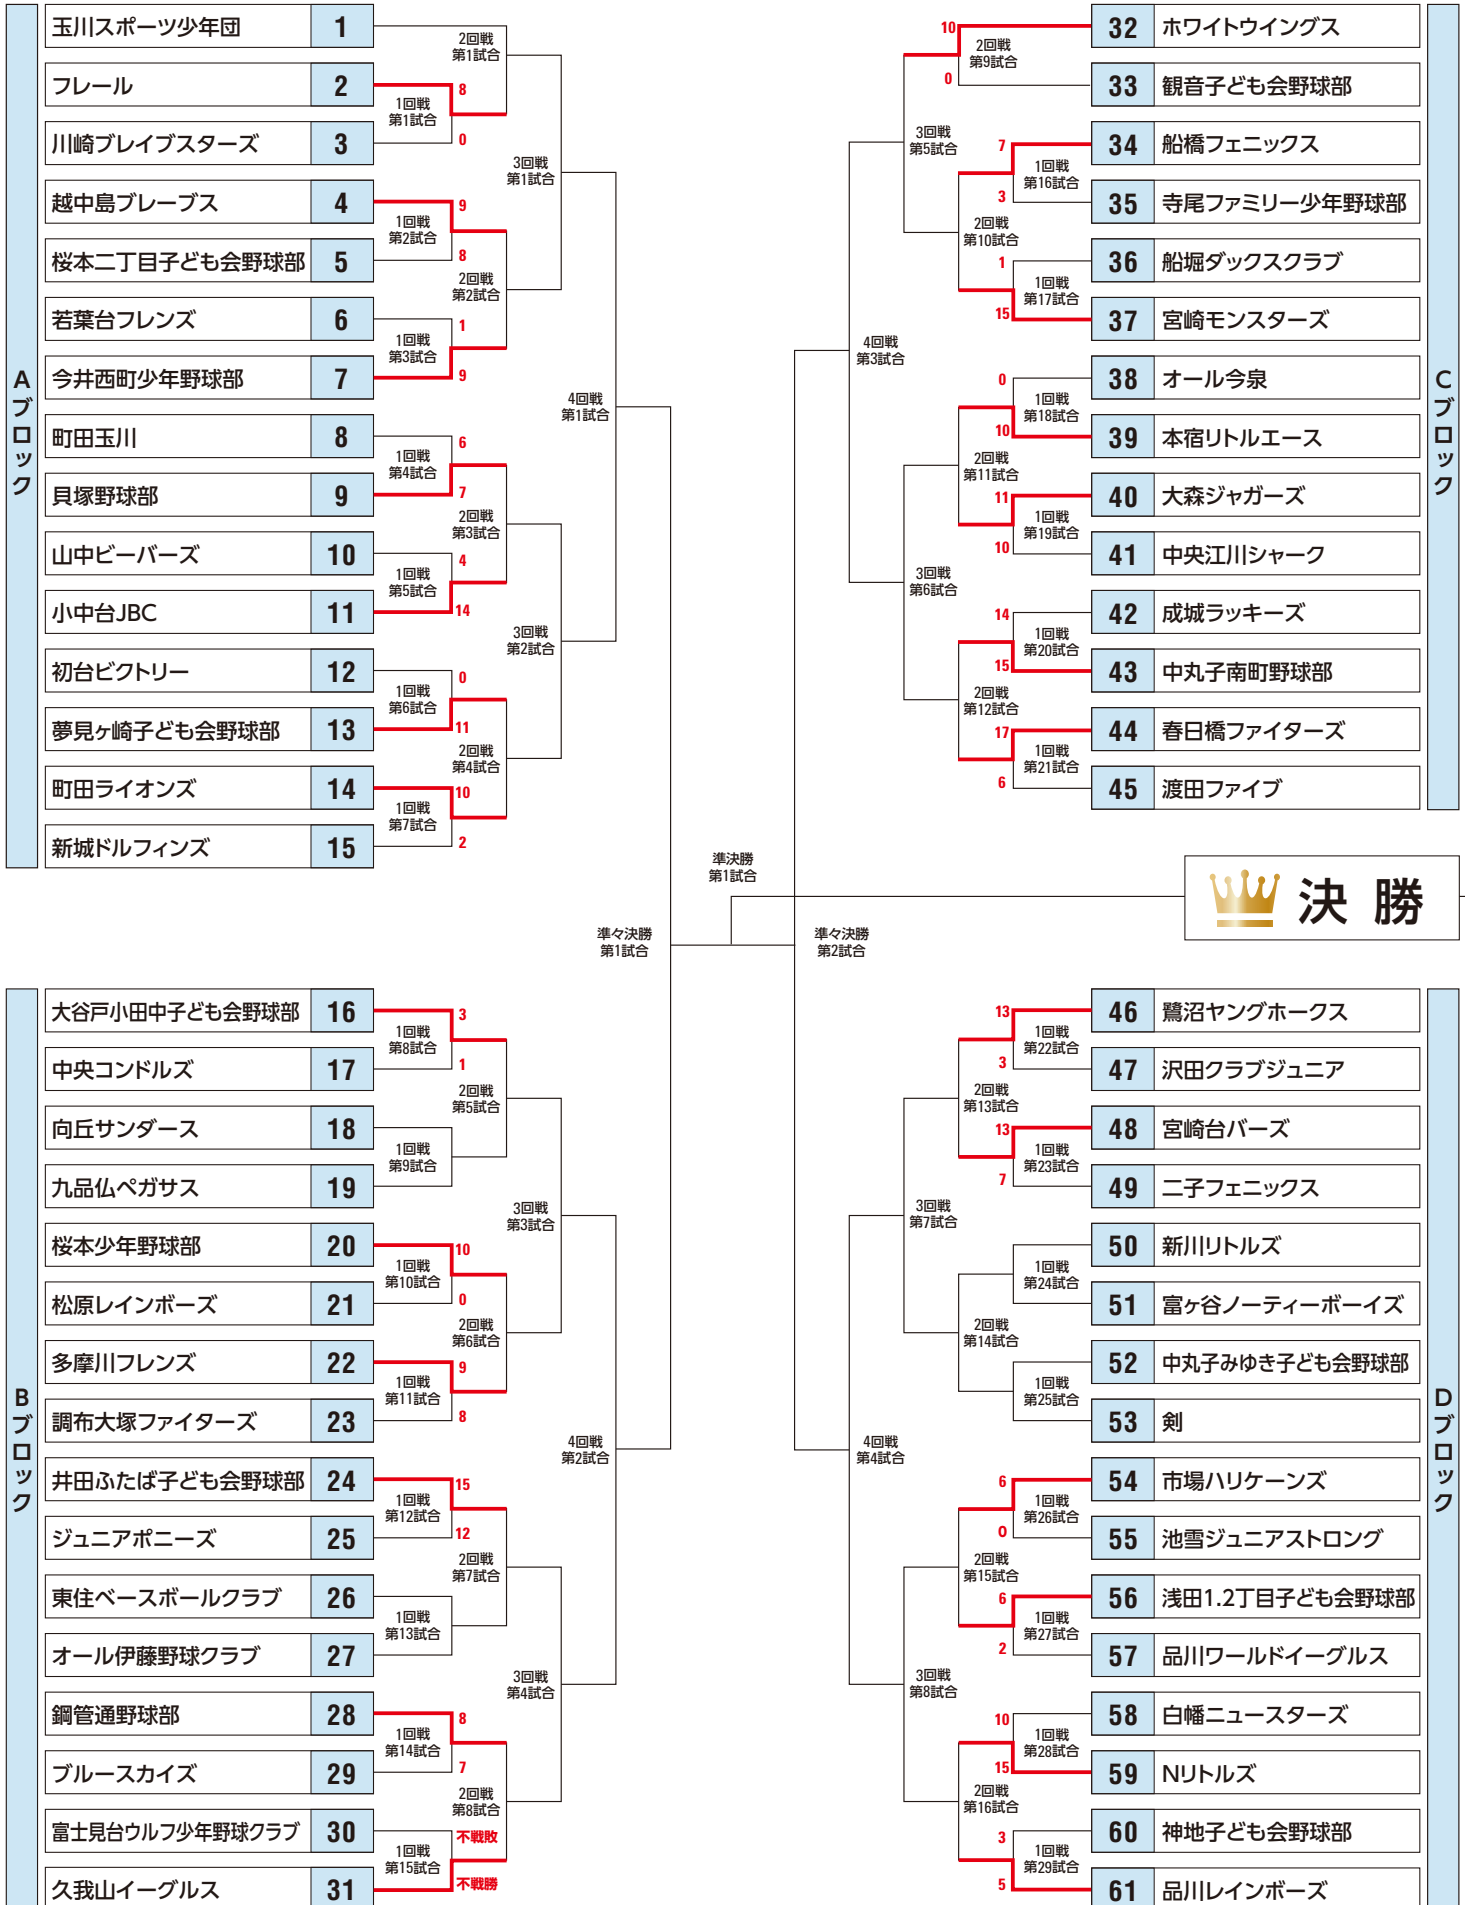 Aブロック
玉川スポーツ少年団 1
フレール 2
川崎ブレイブスターズ 3
越中島ブレーブス 4
桜本二丁目子ども会野球部 5
若葉台フレンズ 6
今井西町少年野球部 7
町田玉川 8
貝塚野球部 9
山中ビーバーズ 10
小中台JBC 11
初台ビクトリー 12
夢見ヶ崎子ども会野球部 13
町田ライオンズ 14
新城ドルフィンズ 15
1回戦
第1試合
8
0
1回戦
第2試合
9
8
1回戦
第3試合
1
9
1回戦
第4試合
6
7
1回戦
第5試合
4
14
1回戦
第6試合
0
11
1回戦
第7試合
10
2
2回戦
第1試合
2回戦
第2試合
2回戦
第3試合
2回戦
第4試合
3回戦
第1試合
3回戦
第2試合
4回戦
第1試合
Bブロック
大谷戸小田中子ども会野球部 16
中央コンドルズ 17
向丘サンダース 18
九品仏ペガサス 19
桜本少年野球部 20
松原レインボーズ 21
多摩川フレンズ 22
調布大塚ファイターズ 23
井田ふたば子ども会野球部 24
ジュニアポニーズ 25
東住ベースボールクラブ 26
オール伊藤野球クラブ 27
鋼管通野球部 28
ブルースカイズ 29
富士見台ウルフ少年野球クラブ 30
久我山イーグルス 31
1回戦
第8試合
3
1
1回戦
第9試合
1回戦
第10試合
10
0
1回戦
第11試合
9
8
1回戦
第12試合
15
12
1回戦
第13試合
1回戦
第14試合
8
7
1回戦
第15試合
不戦敗
不戦勝
2回戦
第5試合
2回戦
第6試合
2回戦
第7試合
2回戦
第8試合
3回戦
第3試合
3回戦
第4試合
4回戦
第2試合
準々決勝
第1試合
準決勝
第1試合
準々決勝
第2試合
決勝
Cブロック
32 ホワイトウイングス
33 観音子ども会野球部
34 船橋フェニックス
35 寺尾ファミリー少年野球部
36 船堀ダックスクラブ
37 宮崎モンスターズ
38 オール今泉
39 本宿リトルエース
40 大森ジャガーズ
41 中央江川シャーク
42 成城ラッキーズ
43 中丸子南町野球部
44 春日橋ファイターズ
45 渡田ファイブ
10
2回戦
第9試合
0
7
1回戦
第16試合
3
1
1回戦
第17試合
15
0
1回戦
第18試合
10
11
1回戦
第19試合
10
14
1回戦
第20試合
15
17
1回戦
第21試合
6
2回戦
第10試合
2回戦
第11試合
2回戦
第12試合
3回戦
第5試合
3回戦
第6試合
4回戦
第3試合
Dブロック
46 鷺沼ヤングホークス
47 沢田クラブジュニア
48 宮崎台バーズ
49 二子フェニックス
50 新川リトルズ
51 富ヶ谷ノーティーボーイズ
52 中丸子みゆき子ども会野球部
53 剣
54 市場ハリケーンズ
55 池雪ジュニアストロング
56 浅田1.2丁目子ども会野球部
57 品川ワールドイーグルス
58 白幡ニュースターズ
59 Nリトルズ
60 神地子ども会野球部
61 品川レインボーズ
13
1回戦
第22試合
3
13
1回戦
第23試合
7
1回戦
第24試合
1回戦
第25試合
6
1回戦
第26試合
0
6
1回戦
第27試合
2
10
1回戦
第28試合
15
3
1回戦
第29試合
5
2回戦
第13試合
2回戦
第14試合
2回戦
第15試合
2回戦
第16試合
3回戦
第7試合
3回戦
第8試合
4回戦
第4試合